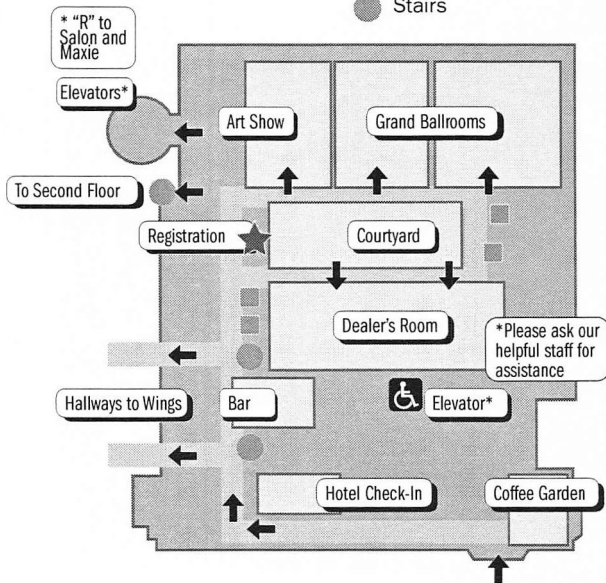 Stairs
* "R" to
Salon and
Maxie
Elevators*
Art Show
Grand Ballrooms
To Second Floor
Registration
Courtyard
Dealer's Room
*Please ask our
helpful staff for
assistance
Hallways to Wings
Bar
Elevator*
Hotel Check-In
Coffee Garden